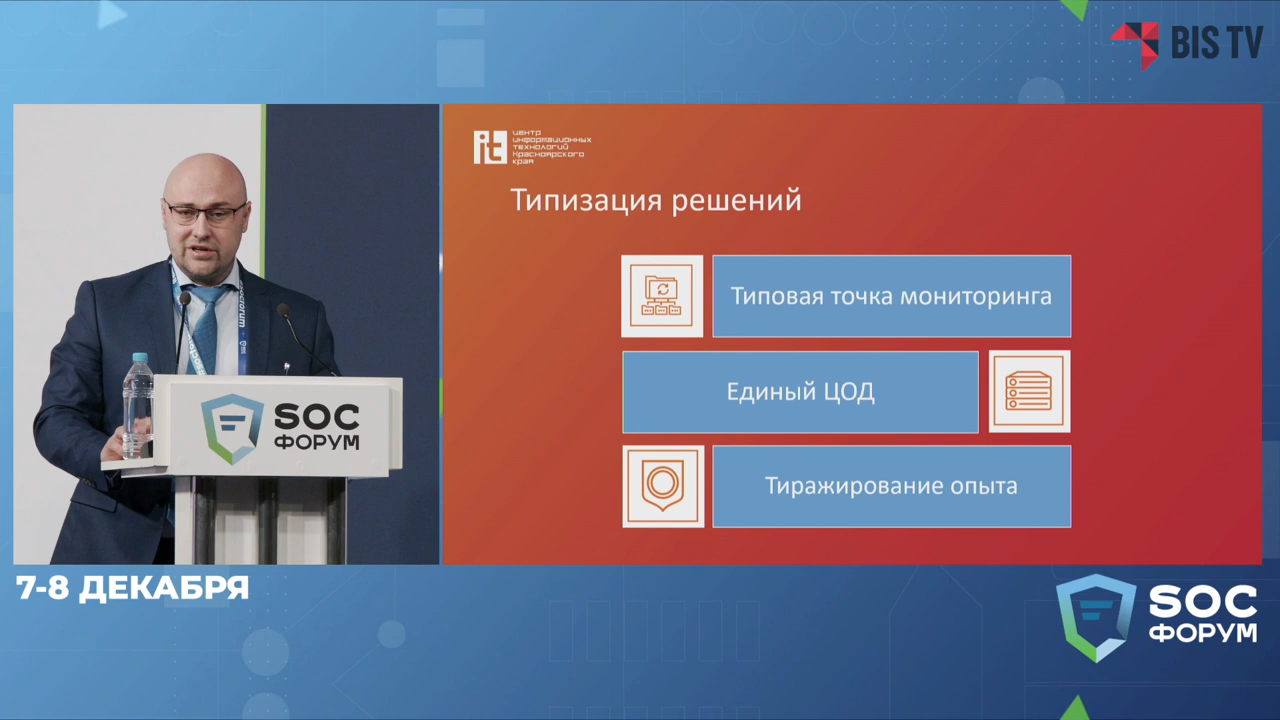 BIS TV
it
центр
информационных
технологий
Красноярского
края
Типизация решений
Типовая точка мониторинга
Единый ЦОД
Тиражирование опыта
SOC
ФОРУМ
7-8 ДЕКАБРЯ
SOC
ФОРУМ